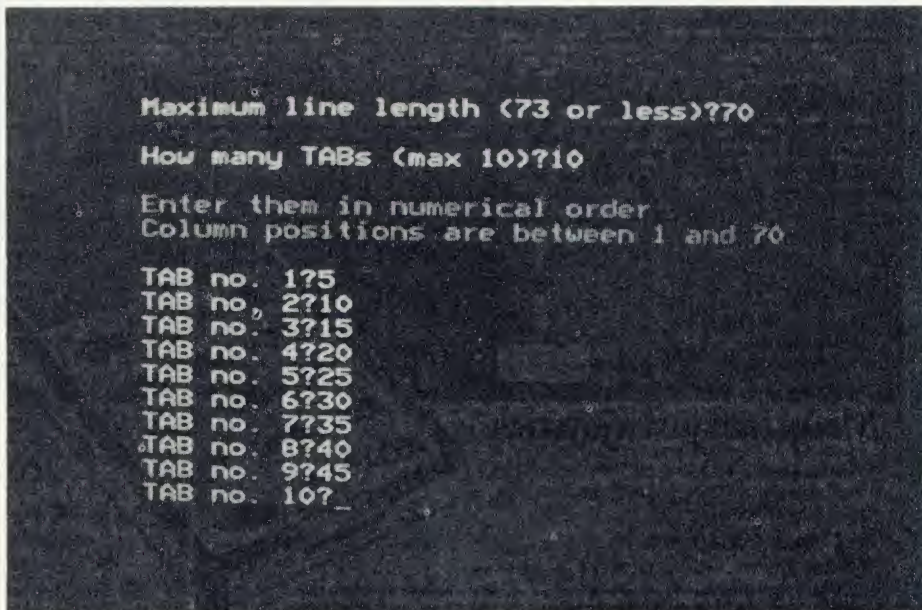 Maximum line length (73 or less)?70
How many TABs (max 10)?10
Enter them in numerical order
Column positions are between 1 and 70
TAB no. 1?5
TAB no. 2?10
TAB no. 3?15
TAB no. 4?20
TAB no. 5?25
TAB no. 6?30
TAB no. 7?35
TAB no. 8?40
TAB no. 9?45
TAB no. 10?_